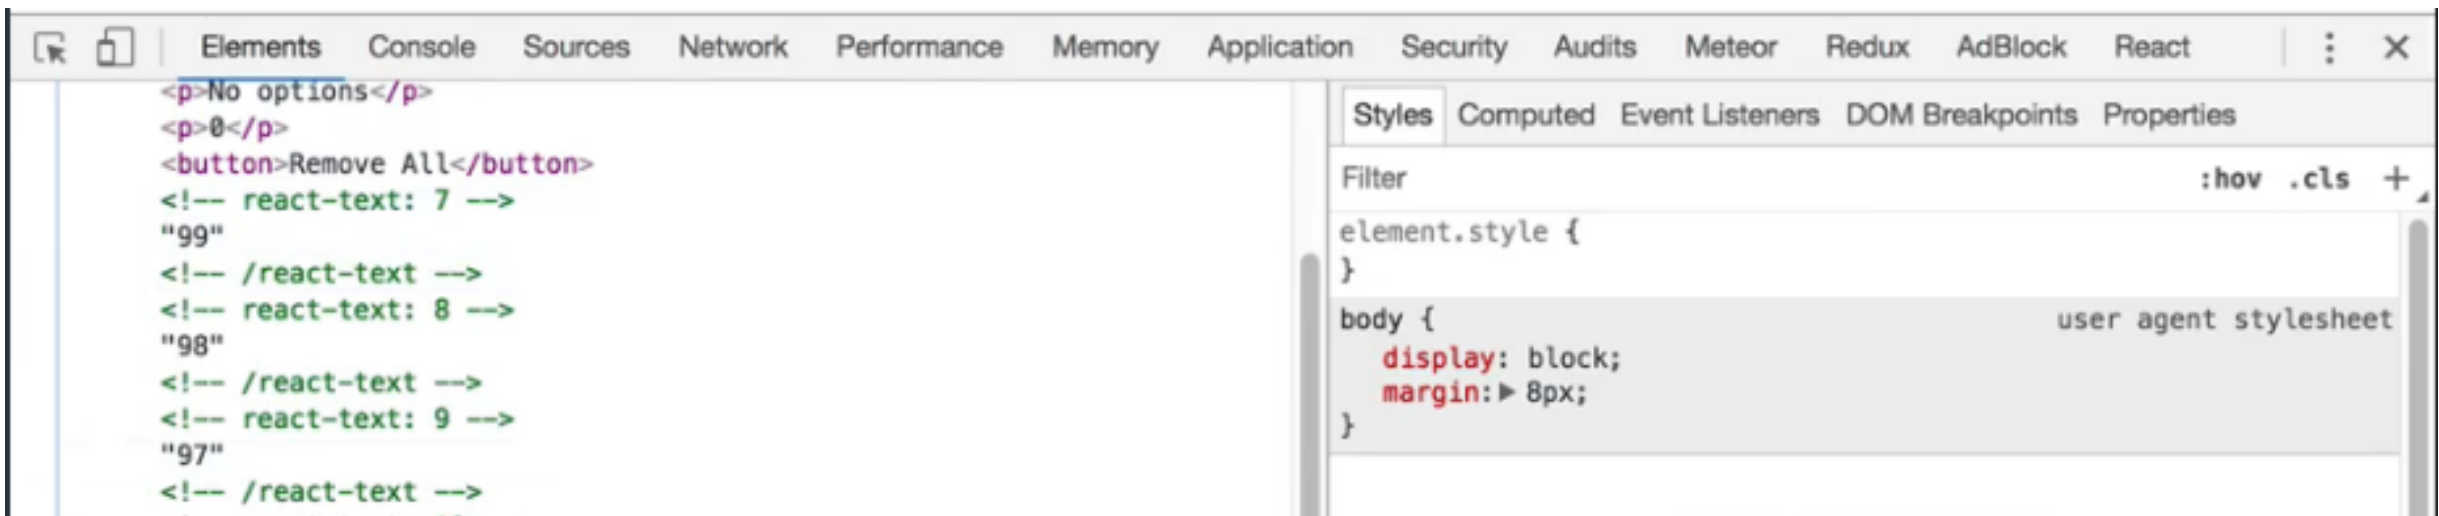 Elements Console Sources Network Performance Memory Application Security Audits Meteor Redux AdBlock React
<p>No options</p>
<p>0</p>
<button>Remove All</button>
<!-- react-text: 7 -->
"99"
<!-- /react-text -->
<!-- react-text: 8 -->
"98"
<!-- /react-text -->
<!-- react-text: 9 -->
"97"
<!-- /react-text -->
Styles Computed Event Listeners DOM Breakpoints Properties
Filter :hov .cls +
element.style {
}
body { user agent stylesheet
display: block;
margin:▶ 8px;
}